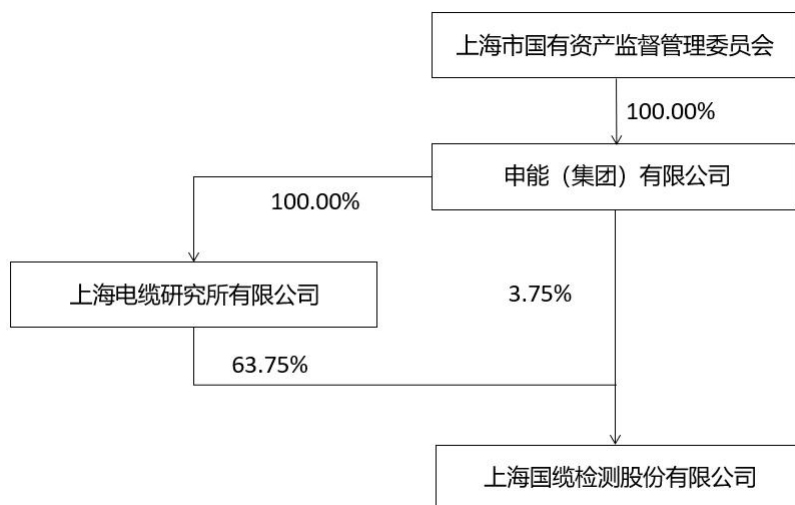 上海市国有资产监督管理委员会
100.00%
申能（集团）有限公司
100.00%
上海电缆研究所有限公司
3.75%
63.75%
上海国缆检测股份有限公司